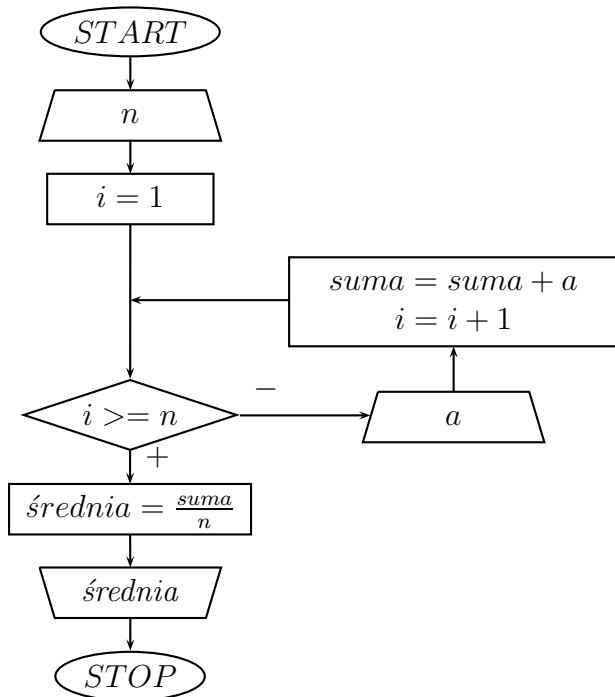 START
n
i = 1
suma = suma + a
i = i + 1
−
i >= n
a
+
średnia = suma/n
średnia
STOP